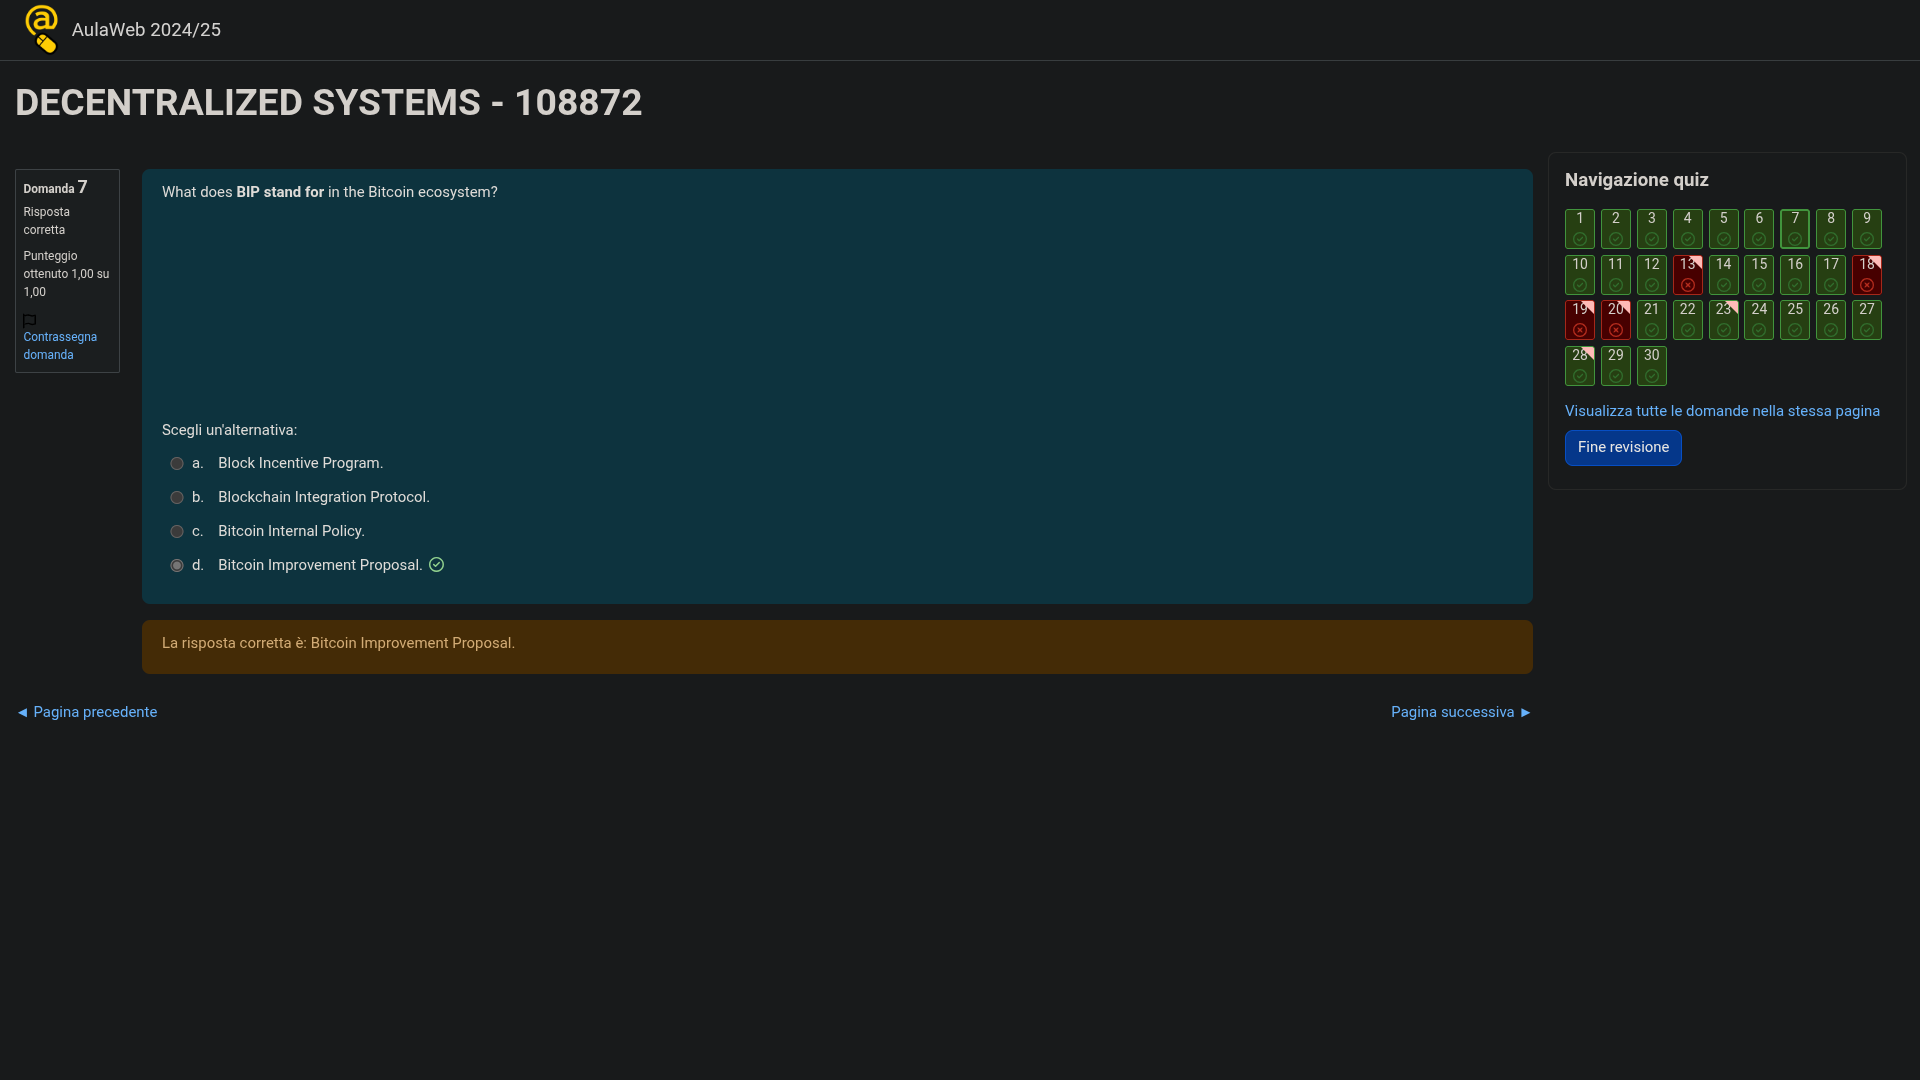 AulaWeb 2024/25
DECENTRALIZED SYSTEMS - 108872
Domanda 7
Risposta
corretta
Punteggio
ottenuto 1,00 su
1,00
Contrassegna
domanda
What does BIP stand for in the Bitcoin ecosystem?
Scegli un'alternativa:
a. Block Incentive Program.
b. Blockchain Integration Protocol.
c. Bitcoin Internal Policy.
d. Bitcoin Improvement Proposal.
La risposta corretta è: Bitcoin Improvement Proposal.
◄ Pagina precedente
Pagina successiva ►
Navigazione quiz
1 2 3 4 5 6 7 8 9
10 11 12 13 14 15 16 17 18
19 20 21 22 23 24 25 26 27
28 29 30
Visualizza tutte le domande nella stessa pagina
Fine revisione